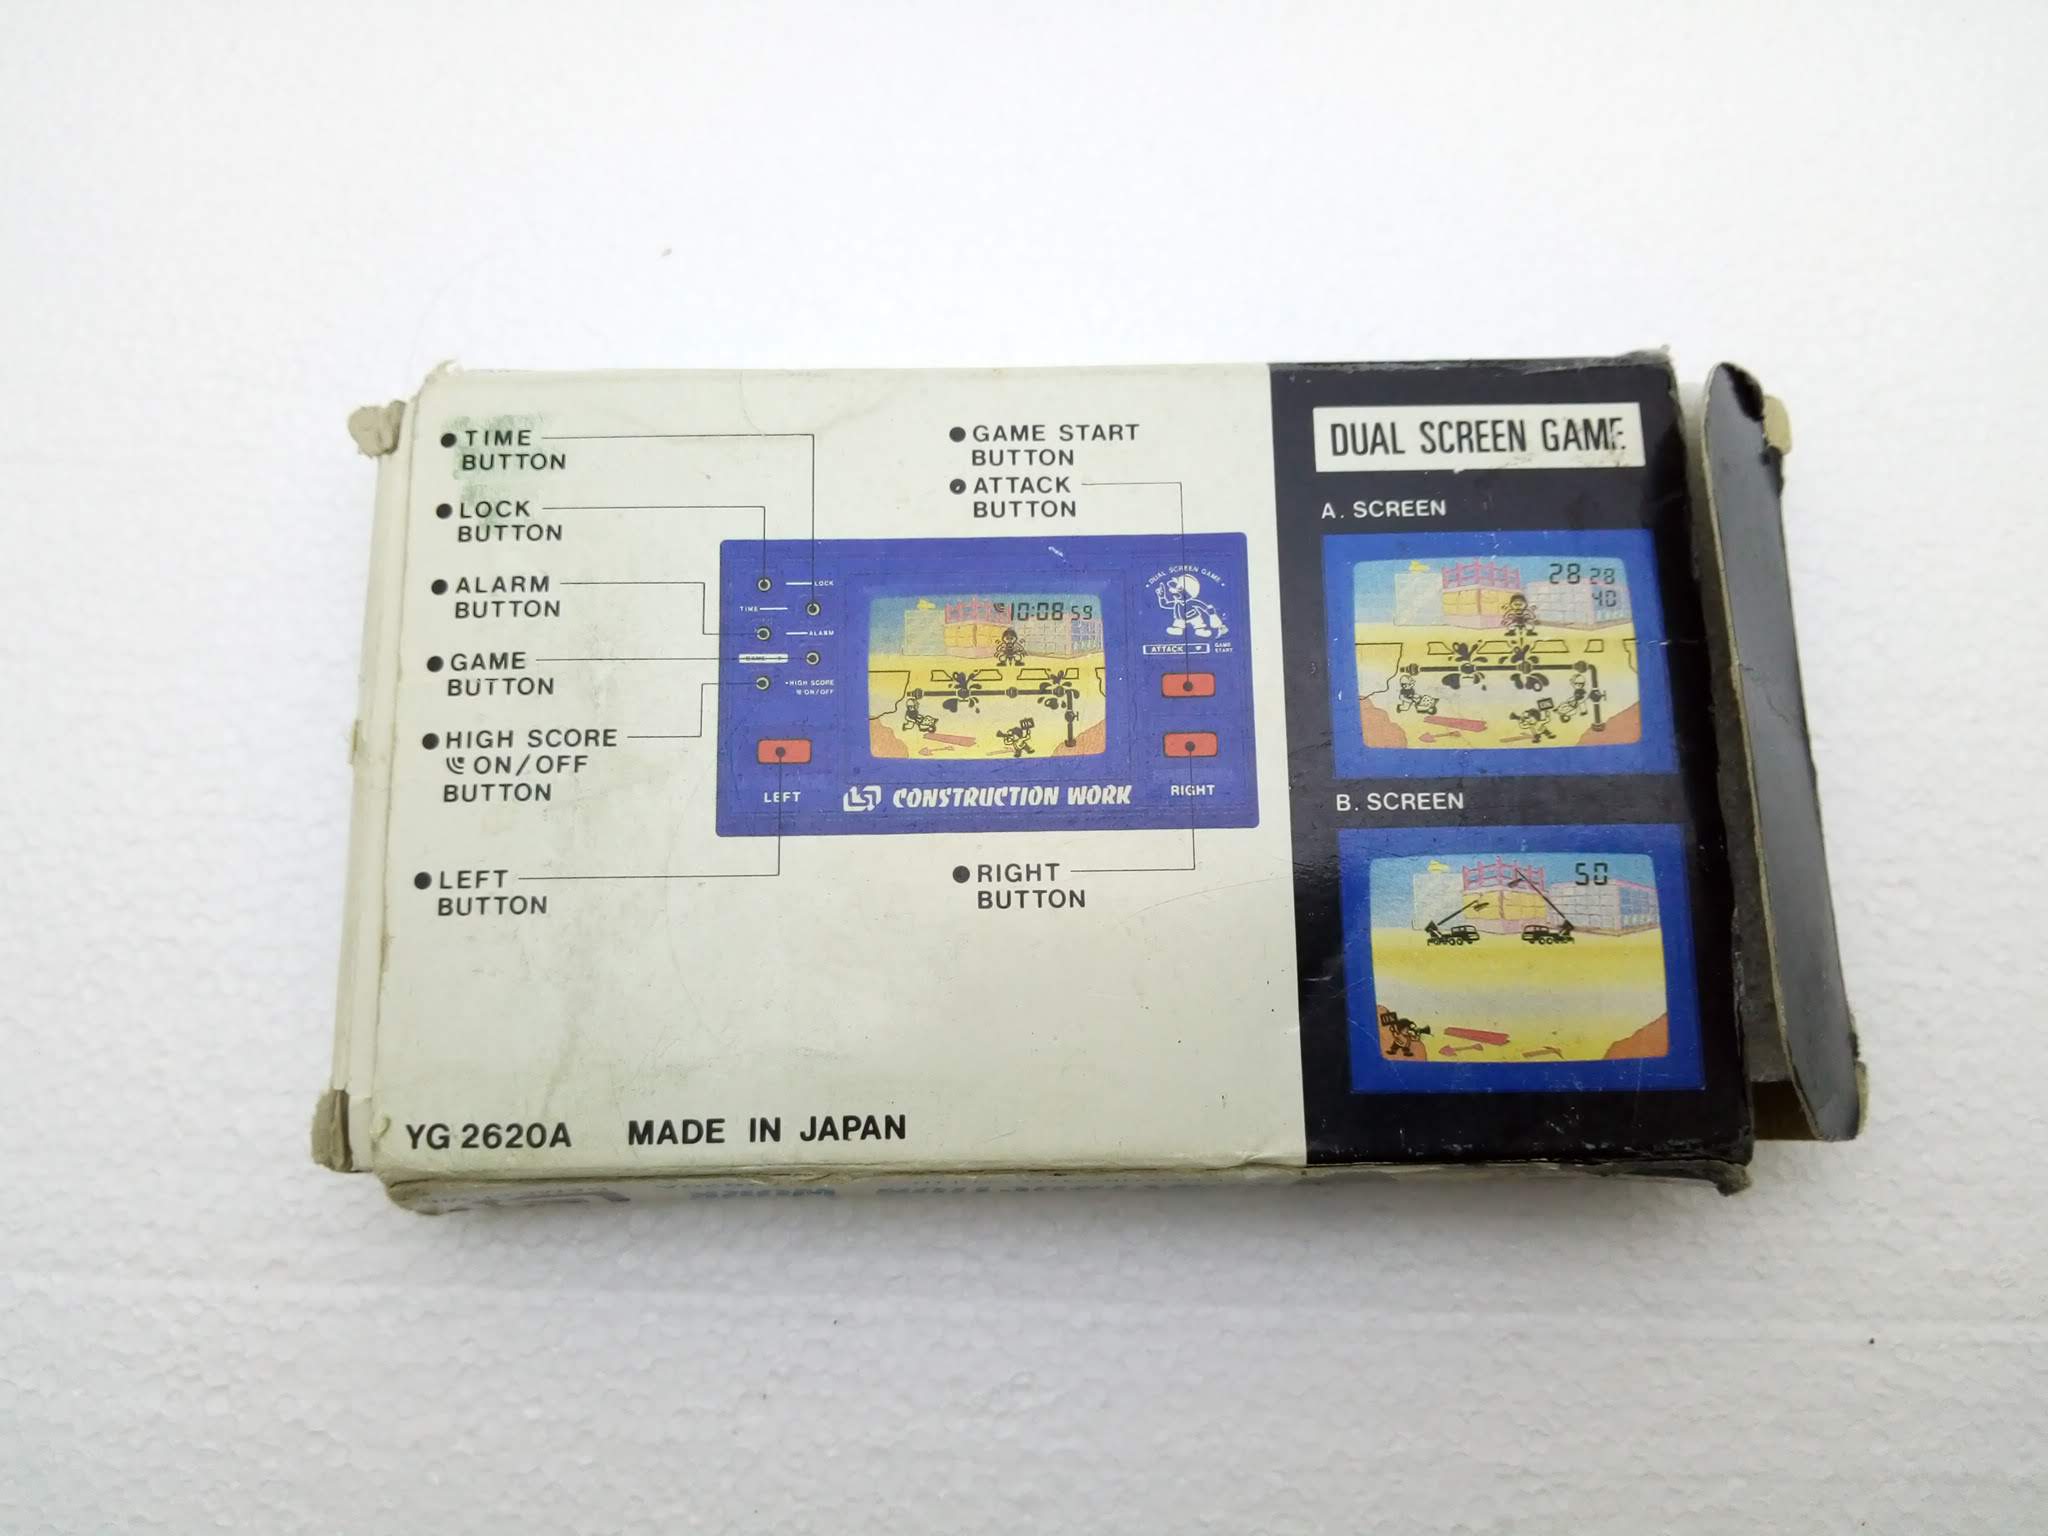 TIME
BUTTON
LOCK
BUTTON
ALARM
BUTTON
GAME
BUTTON
HIGH SCORE
ON/OFF
BUTTON
LEFT
BUTTON
GAME START
BUTTON
ATTACK
BUTTON
LOCK
TIME
ALARM
GAME
HIGH SCORE
ON/OFF
LEFT
10:08 59
CONSTRUCTION WORK
DUAL SCREEN GAME
ATTACK
GAME
START
RIGHT
RIGHT
BUTTON
YG 2620A MADE IN JAPAN
DUAL SCREEN GAME
A. SCREEN
28 28
40
B. SCREEN
50